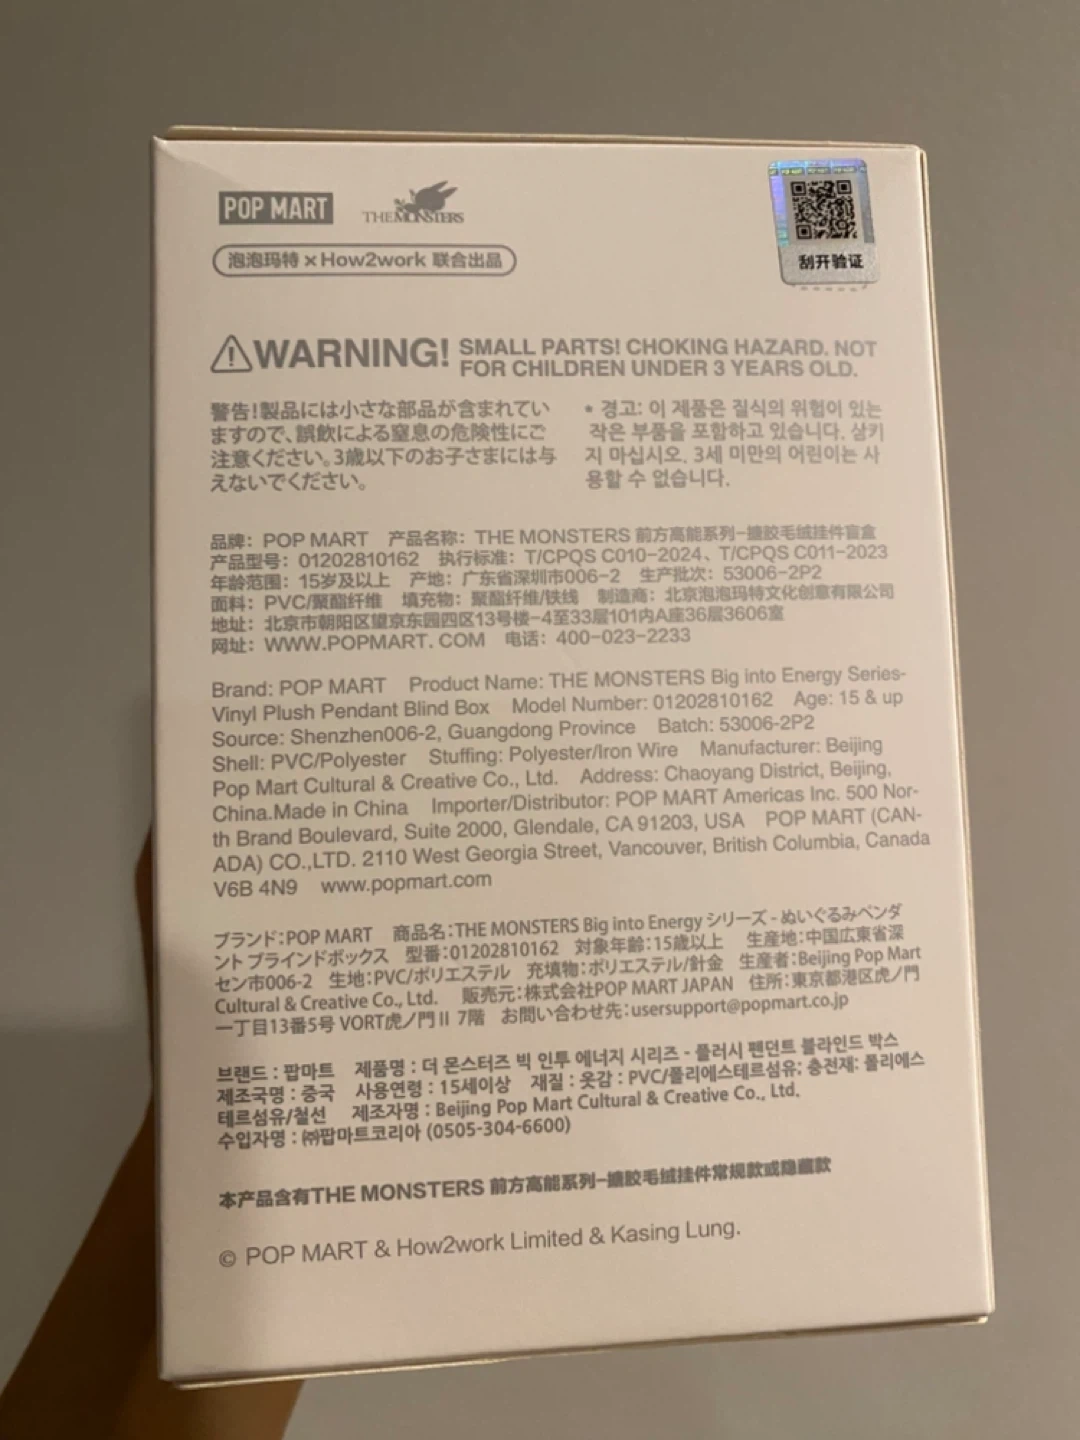 POP MART
THE MONSTERS
泡泡玛特 × How2work 联合出品
刮开验证
WARNING! SMALL PARTS! CHOKING HAZARD. NOT
FOR CHILDREN UNDER 3 YEARS OLD.
警告!製品には小さな部品が含まれてい
ますので、誤飲による窒息の危険性にご
注意ください。3歳以下のお子さまには与
えないでください。
* 경고: 이 제품은 질식의 위험이 있는
작은 부품을 포함하고 있습니다. 삼키
지 마십시오. 3세 미만의 어린이는 사
용할 수 없습니다.
品牌: POP MART 产品名称: THE MONSTERS 前方高能系列-搪胶毛绒挂件盲盒
产品型号: 01202810162 执行标准: T/CPQS C010-2024、T/CPQS C011-2023
年龄范围: 15岁及以上 产地: 广东省深圳市006-2 生产批次: 53006-2P2
面料: PVC/聚酯纤维 填充物: 聚酯纤维/铁线 制造商: 北京泡泡玛特文化创意有限公司
地址: 北京市朝阳区望京东园四区13号楼-4至33层101内A座36层3606室
网址: WWW.POPMART. COM 电话: 400-023-2233
Brand: POP MART Product Name: THE MONSTERS Big into Energy Series-
Vinyl Plush Pendant Blind Box Model Number: 01202810162 Age: 15 & up
Source: Shenzhen006-2, Guangdong Province Batch: 53006-2P2
Shell: PVC/Polyester Stuffing: Polyester/Iron Wire Manufacturer: Beijing
Pop Mart Cultural & Creative Co., Ltd. Address: Chaoyang District, Beijing,
China.Made in China Importer/Distributor: POP MART Americas Inc. 500 Nor-
th Brand Boulevard, Suite 2000, Glendale, CA 91203, USA POP MART (CAN-
ADA) CO.,LTD. 2110 West Georgia Street, Vancouver, British Columbia, Canada
V6B 4N9 www.popmart.com
ブランド:POP MART 商品名:THE MONSTERS Big into Energy シリーズ - ぬいぐるみペンダ
ント ブラインドボックス 型番:01202810162 対象年齢:15歳以上 生産地:中国広東省深
セン市006-2 生地:PVC/ポリエステル 充填物:ポリエステル/針金 生産者:Beijing Pop Mart
Cultural & Creative Co., Ltd. 販売元:株式会社POP MART JAPAN 住所:東京都港区虎ノ門
一丁目13番5号 VORT虎ノ門Ⅱ 7階 お問い合わせ先:usersupport@popmart.co.jp
브랜드 : 팝마트 제품명 : 더 몬스터즈 빅 인투 에너지 시리즈 - 플러시 펜던트 블라인드 박스
제조국명 : 중국 사용연령 : 15세이상 재질 : 옷감 : PVC/폴리에스테르섬유; 충전재: 폴리에스
테르섬유/철선 제조자명 : Beijing Pop Mart Cultural & Creative Co., Ltd.
수입자명 : ㈜팝마트코리아 (0505-304-6600)
本产品含有THE MONSTERS 前方高能系列-搪胶毛绒挂件常规款或隐藏款
© POP MART & How2work Limited & Kasing Lung.